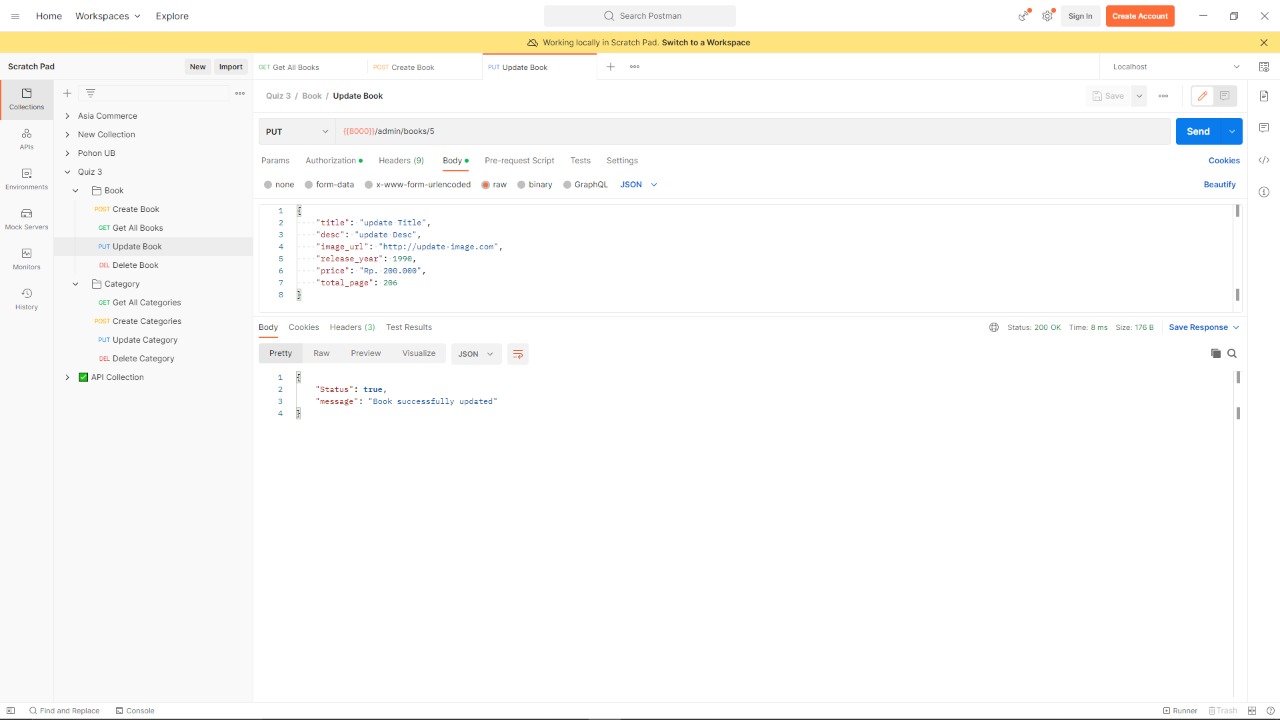 Home Workspaces Explore Search Postman Sign In Create Account
Working locally in Scratch Pad. Switch to a Workspace
Scratch Pad New Import GET Get All Books POST Create Book PUT Update Book Localhost
Collections
APIs
Environments
Mock Servers
Monitors
History
Asia Commerce
New Collection
Pohon UB
Quiz 3
Book
POST Create Book
GET Get All Books
PUT Update Book
DEL Delete Book
Category
GET Get All Categories
POST Create Categories
PUT Update Category
DEL Delete Category
API Collection
Quiz 3 / Book / Update Book Save
PUT {{8000}}/admin/books/5 Send
Params Authorization Headers (9) Body Pre-request Script Tests Settings Cookies
none form-data x-www-form-urlencoded raw binary GraphQL JSON Beautify
1 {
2 "title": "update Title",
3 "desc": "update Desc",
4 "image_url": "http://update-image.com",
5 "release_year": 1990,
6 "price": "Rp. 200.000",
7 "total_page": 206
8 }
Body Cookies Headers (3) Test Results Status: 200 OK Time: 8 ms Size: 176 B Save Response
Pretty Raw Preview Visualize JSON
1 {
2 "Status": true,
3 "message": "Book successfully updated"
4 }
Find and Replace Console Runner Trash